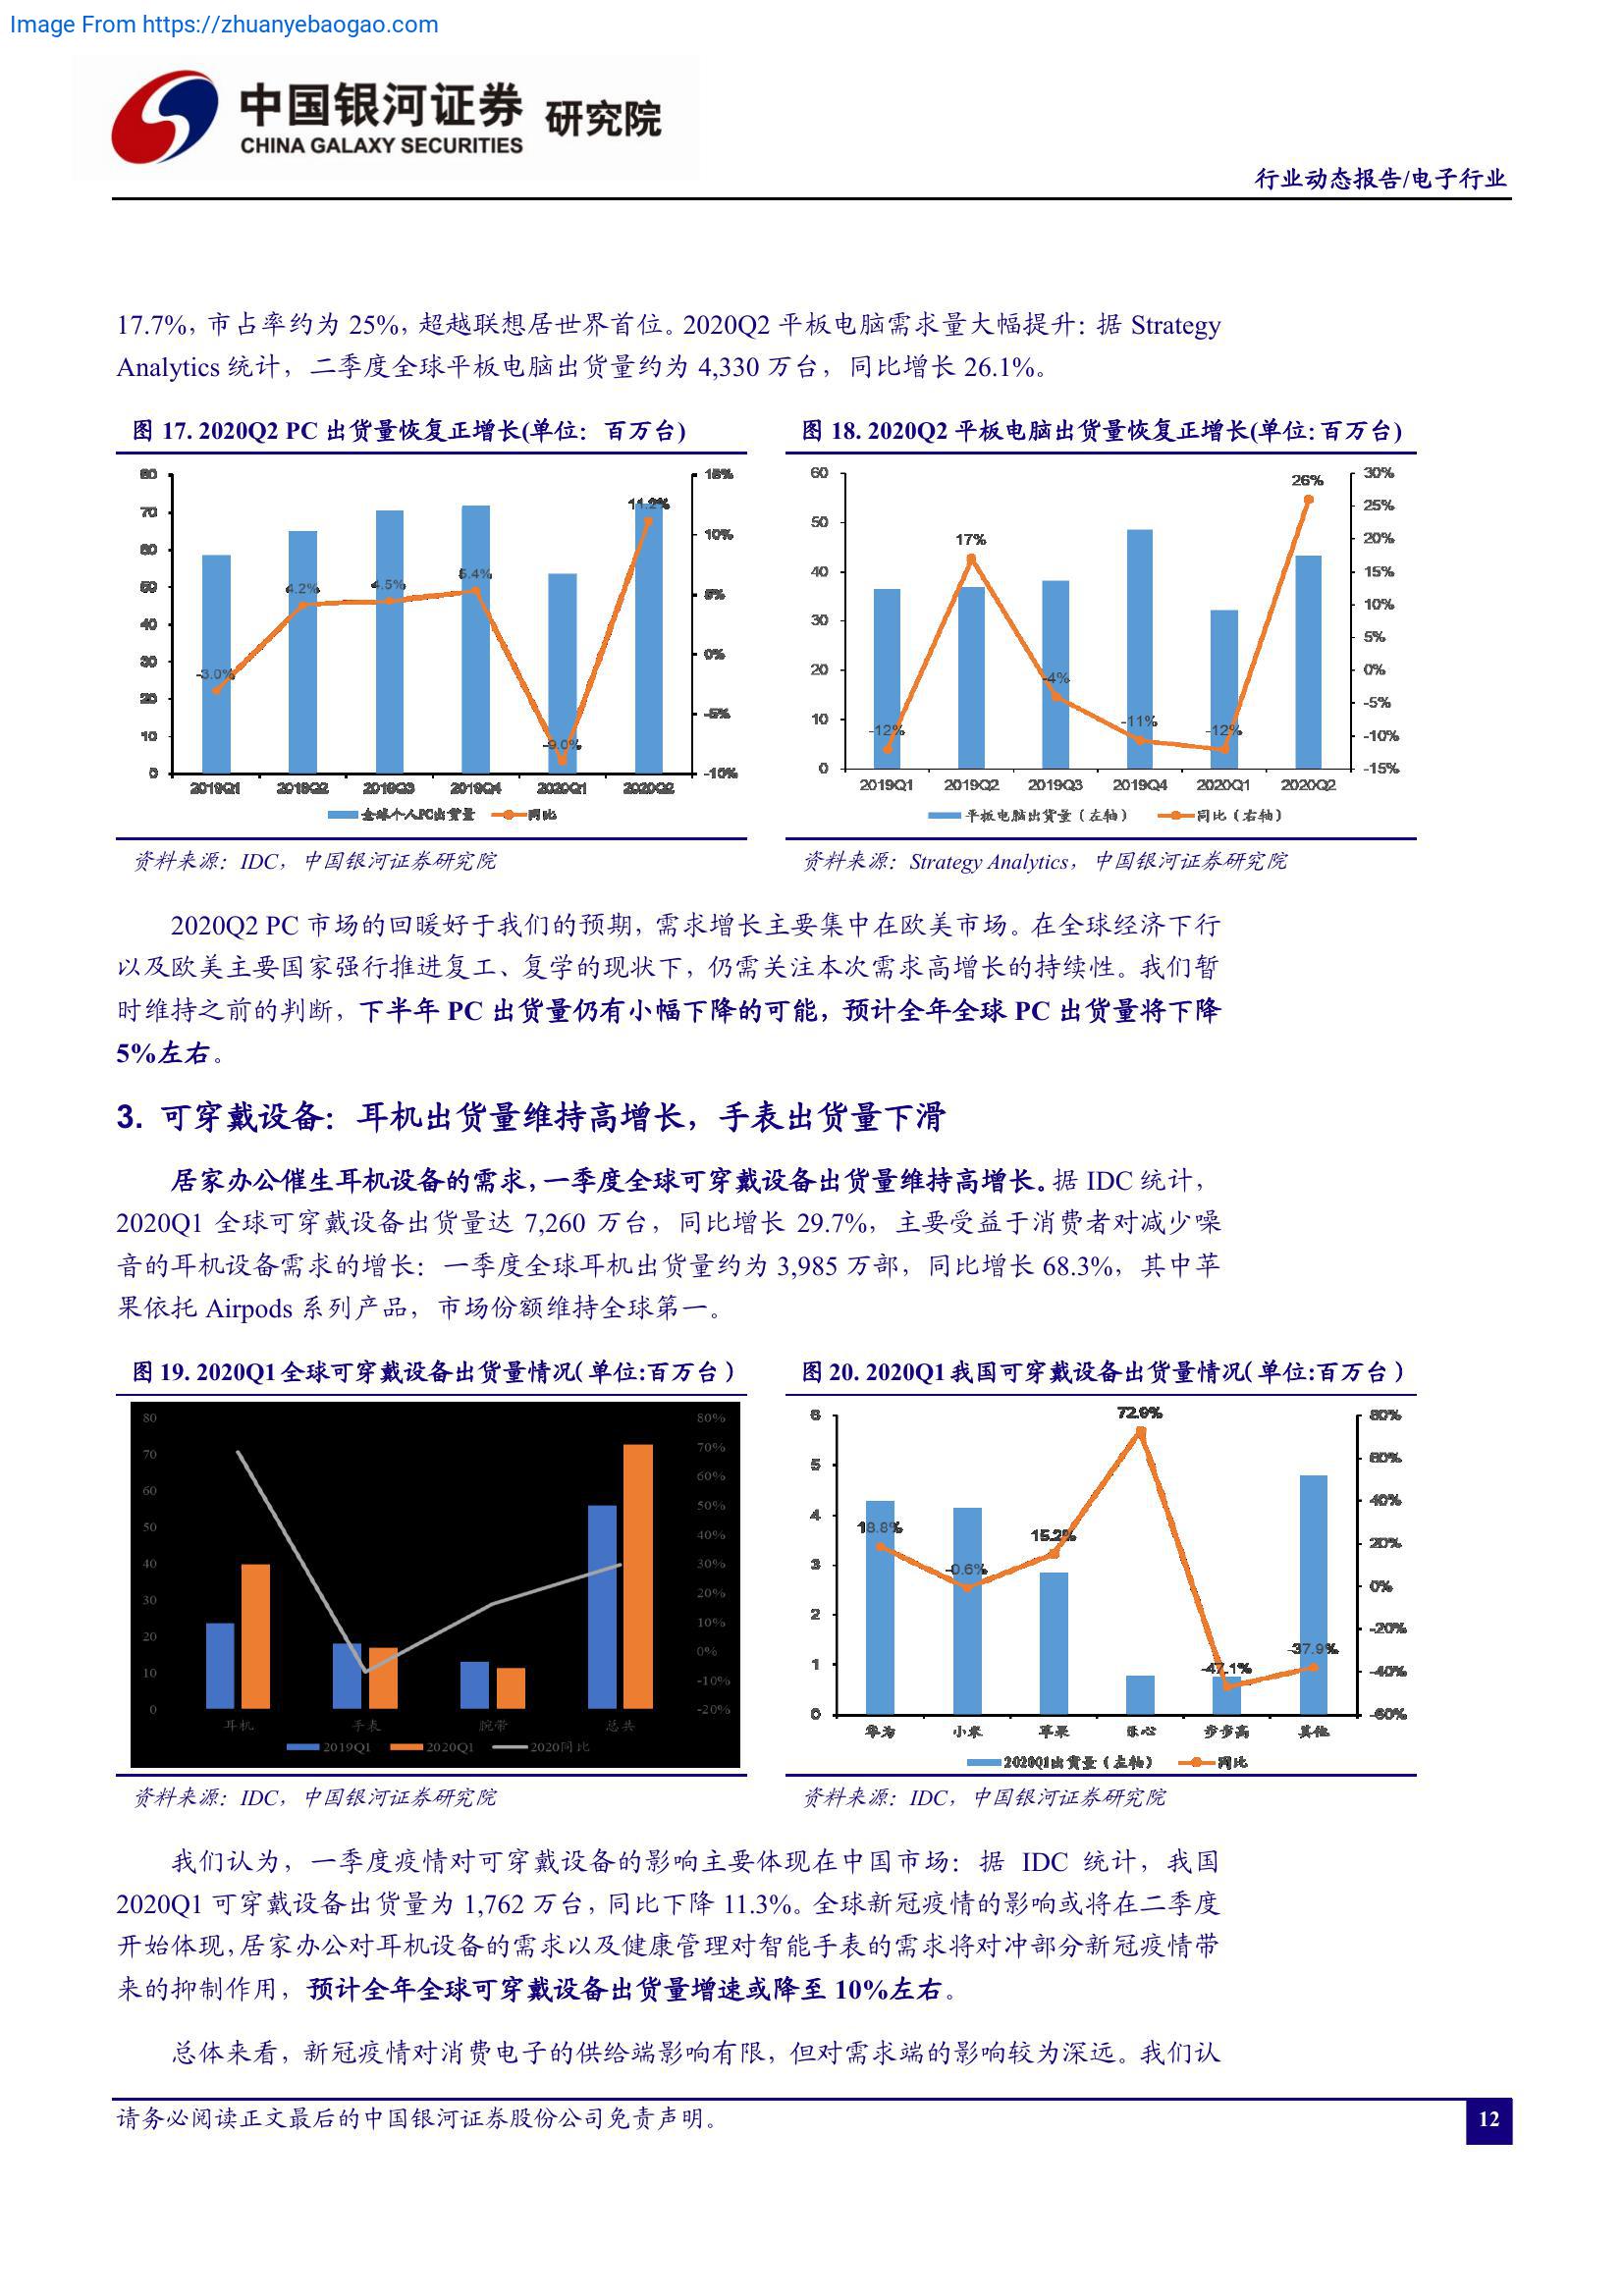 Image From https://zhuanyebaogao.com
中国银河证券 研究院
CHINA GALAXY SECURITIES
行业动态报告/电子行业
17.7%，市占率约为 25%，超越联想居世界首位。2020Q2 平板电脑需求量大幅提升：据 Strategy
Analytics 统计，二季度全球平板电脑出货量约为 4,330 万台，同比增长 26.1%。
图 17. 2020Q2 PC 出货量恢复正增长(单位：百万台)
80
70
60
50
40
30
20
10
0
15%
10%
5%
0%
-5%
-10%
-3.0%
4.2%
4.5%
5.4%
-9.0%
11.2%
2019Q1 2019Q2 2019Q3 2019Q4 2020Q1 2020Q2
全球个人PC出货量 同比
资料来源：IDC，中国银河证券研究院
图 18. 2020Q2 平板电脑出货量恢复正增长(单位:百万台)
60
50
40
30
20
10
0
30%
25%
20%
15%
10%
5%
0%
-5%
-10%
-15%
-12%
17%
-4%
-11%
-12%
26%
2019Q1 2019Q2 2019Q3 2019Q4 2020Q1 2020Q2
平板电脑出货量（左轴） 同比（右轴）
资料来源：Strategy Analytics，中国银河证券研究院
2020Q2 PC 市场的回暖好于我们的预期，需求增长主要集中在欧美市场。在全球经济下行
以及欧美主要国家强行推进复工、复学的现状下，仍需关注本次需求高增长的持续性。我们暂
时维持之前的判断，下半年 PC 出货量仍有小幅下降的可能，预计全年全球 PC 出货量将下降
5%左右。
3. 可穿戴设备：耳机出货量维持高增长，手表出货量下滑
居家办公催生耳机设备的需求，一季度全球可穿戴设备出货量维持高增长。据 IDC 统计，
2020Q1 全球可穿戴设备出货量达 7,260 万台，同比增长 29.7%，主要受益于消费者对减少噪
音的耳机设备需求的增长：一季度全球耳机出货量约为 3,985 万部，同比增长 68.3%，其中苹
果依托 Airpods 系列产品，市场份额维持全球第一。
图 19. 2020Q1 全球可穿戴设备出货量情况（单位:百万台）
80
70
60
50
40
30
20
10
0
80%
70%
60%
50%
40%
30%
20%
10%
0%
-10%
-20%
耳机 手表 腕带 总共
2019Q1 2020Q1 2020同比
资料来源：IDC，中国银河证券研究院
图 20. 2020Q1 我国可穿戴设备出货量情况（单位:百万台）
6
5
4
3
2
1
0
80%
60%
40%
20%
0%
-20%
-40%
-60%
18.8%
-0.6%
15.2%
72.9%
-47.1%
-37.9%
华为 小米 苹果 乐心 步步高 其他
2020Q1出货量（左轴） 同比
资料来源：IDC，中国银河证券研究院
我们认为，一季度疫情对可穿戴设备的影响主要体现在中国市场：据 IDC 统计，我国
2020Q1 可穿戴设备出货量为 1,762 万台，同比下降 11.3%。全球新冠疫情的影响或将在二季度
开始体现，居家办公对耳机设备的需求以及健康管理对智能手表的需求将对冲部分新冠疫情带
来的抑制作用，预计全年全球可穿戴设备出货量增速或降至 10%左右。
总体来看，新冠疫情对消费电子的供给端影响有限，但对需求端的影响较为深远。我们认
请务必阅读正文最后的中国银河证券股份公司免责声明。
12